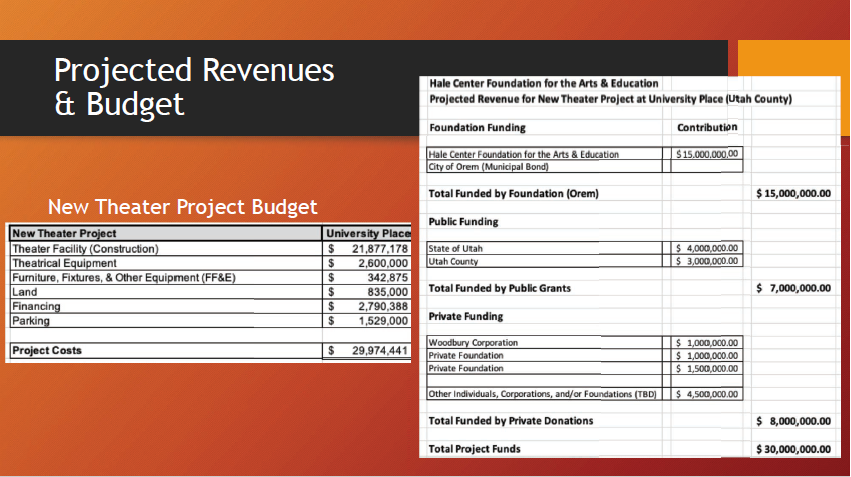 Projected Revenues
& Budget
New Theater Project Budget
New Theater Project University Place
Theater Facility (Construction) $ 21,877,178
Theatrical Equipment $ 2,600,000
Furniture, Fixtures, & Other Equipment (FF&E) $ 342,875
Land $ 835,000
Financing $ 2,790,388
Parking $ 1,529,000
Project Costs $ 29,974,441
Hale Center Foundation for the Arts & Education
Projected Revenue for New Theater Project at University Place (Utah County)
Foundation Funding Contribution
Hale Center Foundation for the Arts & Education $15,000,000.00
City of Orem (Municipal Bond)
Total Funded by Foundation (Orem) $ 15,000,000.00
Public Funding
State of Utah $ 4,000,000.00
Utah County $ 3,000,000.00
Total Funded by Public Grants $ 7,000,000.00
Private Funding
Woodbury Corporation $ 1,000,000.00
Private Foundation $ 1,000,000.00
Private Foundation $ 1,500,000.00
Other Individuals, Corporations, and/or Foundations (TBD) $ 4,500,000.00
Total Funded by Private Donations $ 8,000,000.00
Total Project Funds $ 30,000,000.00